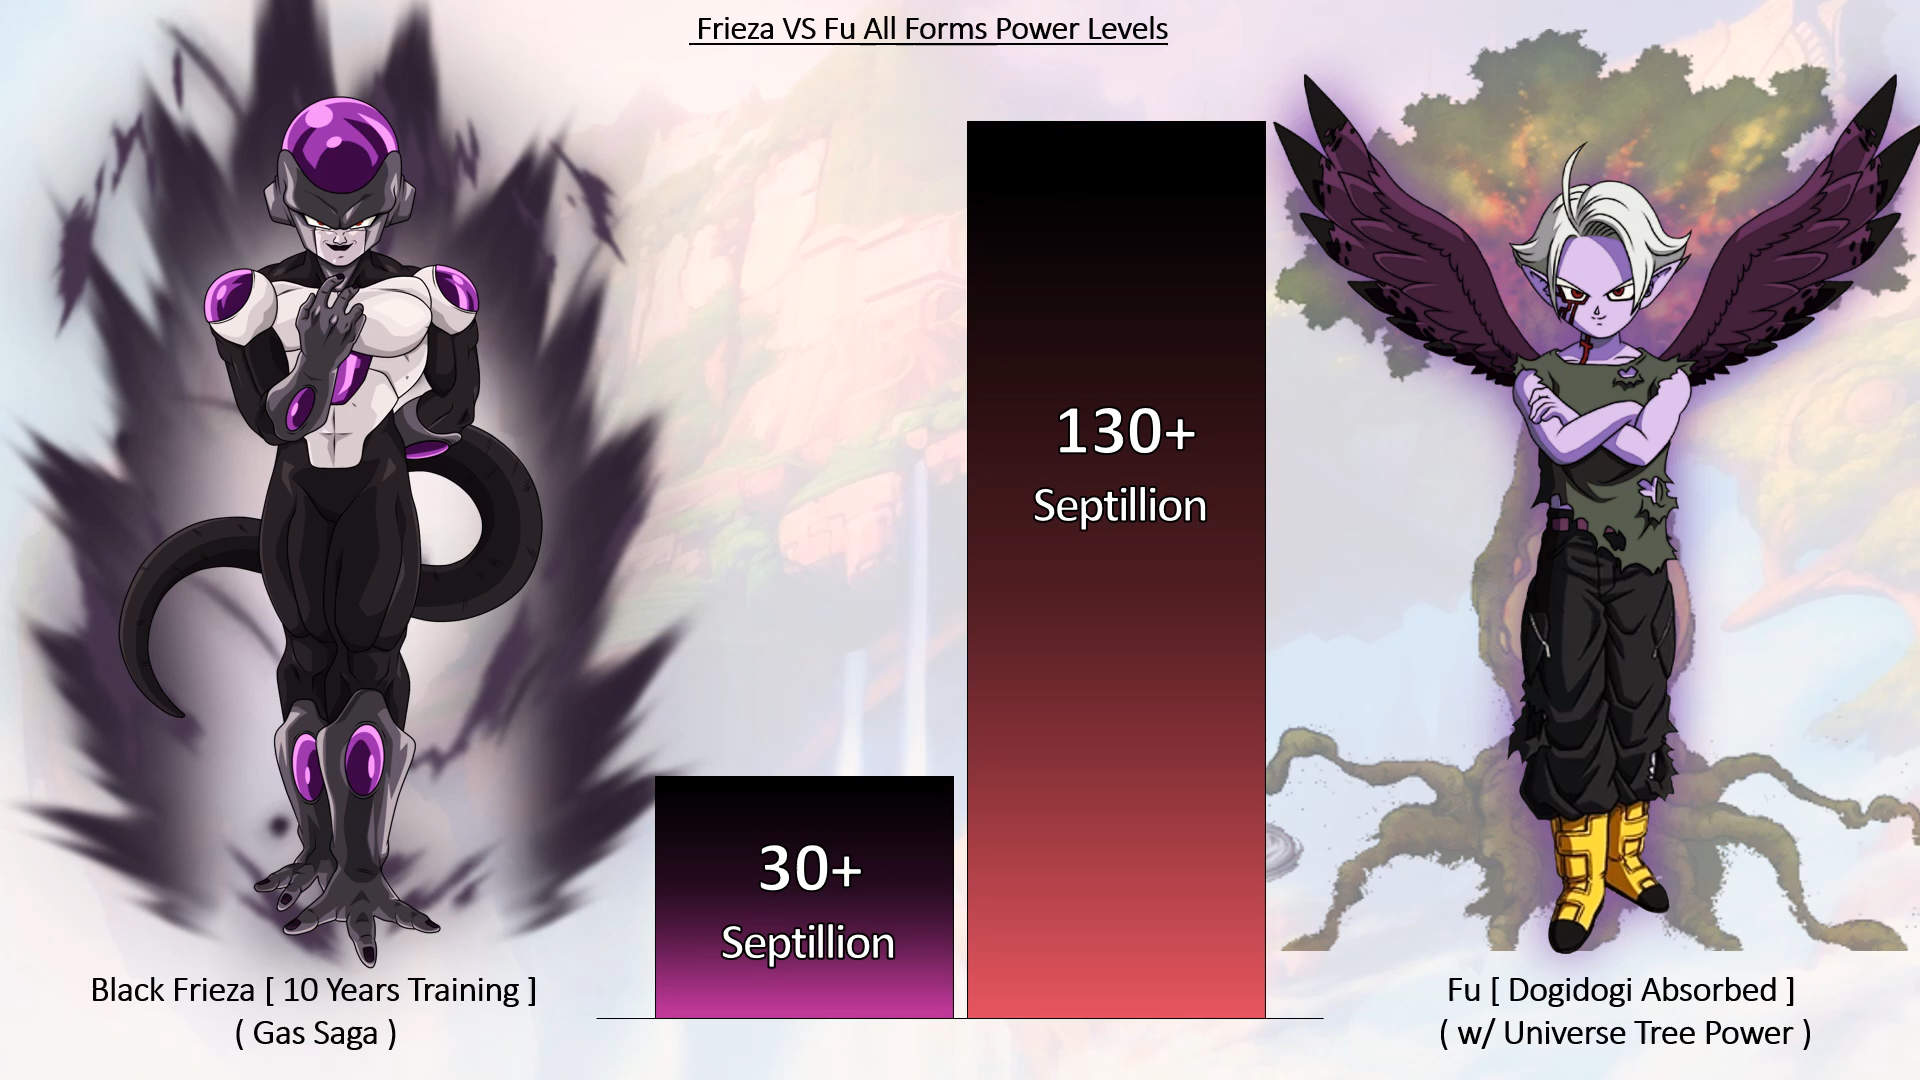 Frieza VS Fu All Forms Power Levels
130+
Septillion
30+
Septillion
Black Frieza [ 10 Years Training ]
( Gas Saga )
Fu [ Dogidogi Absorbed ]
( w/ Universe Tree Power )